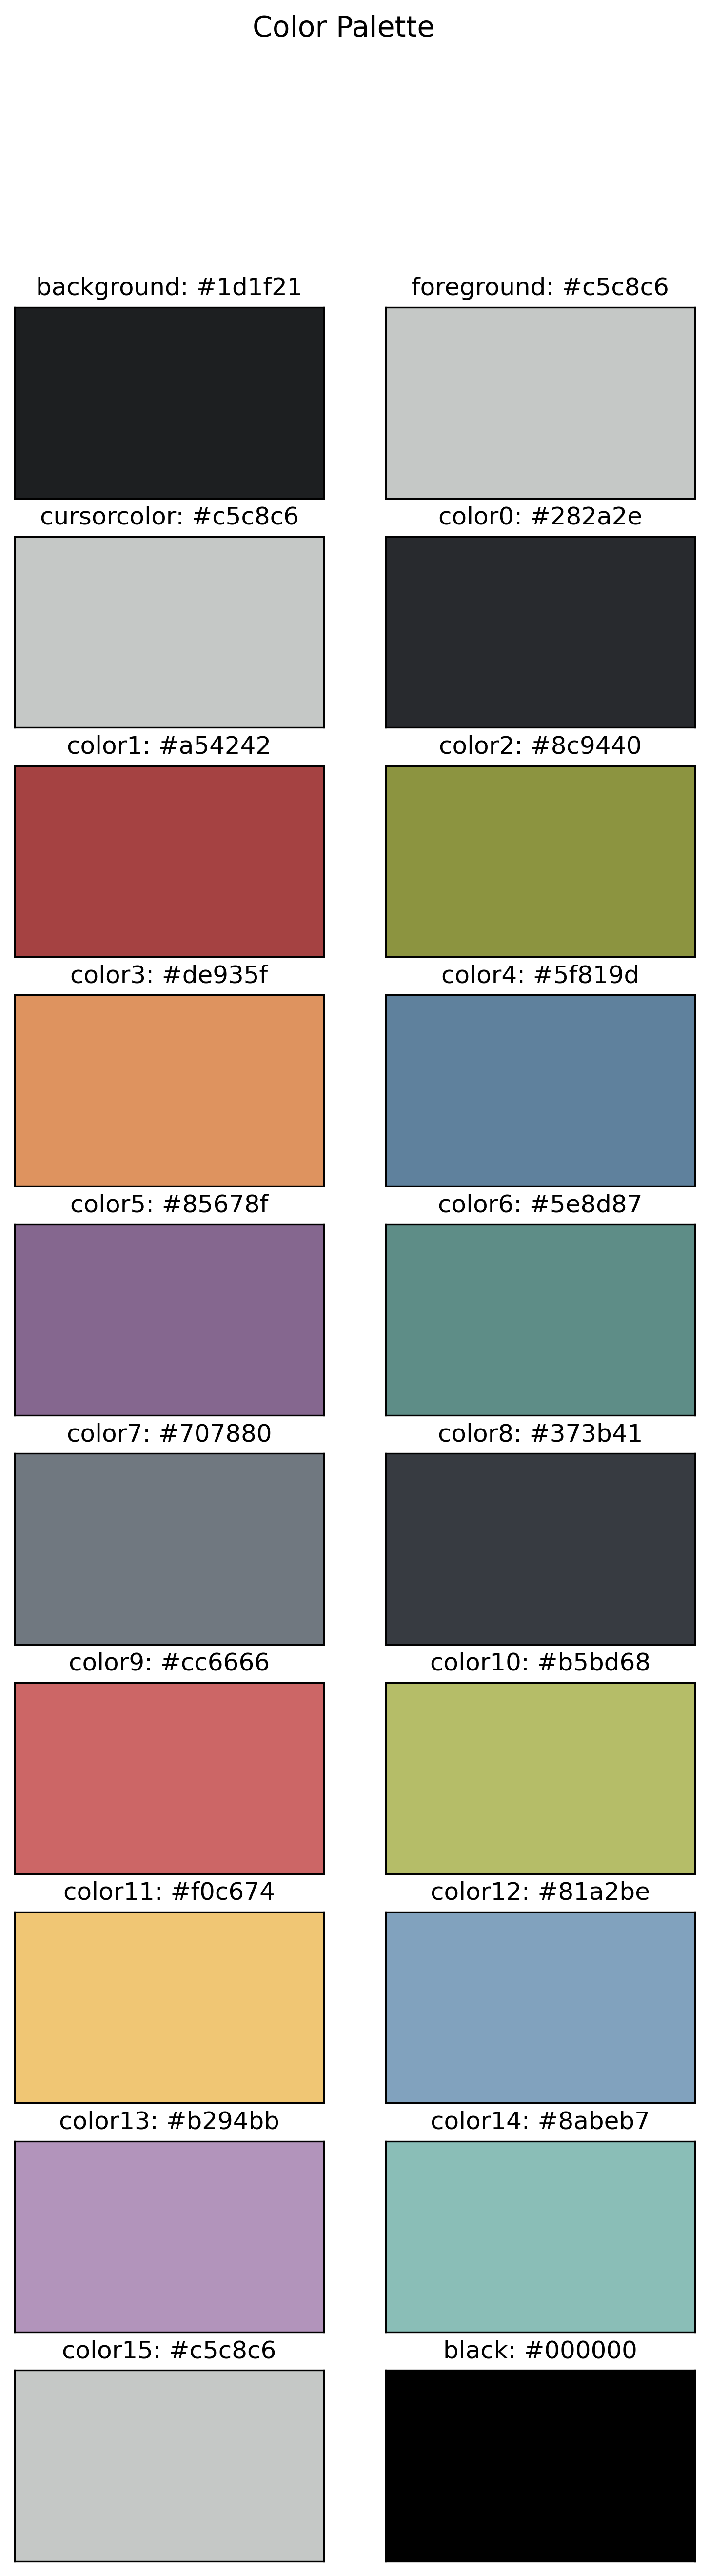 Color Palette
background: #1d1f21
foreground: #c5c8c6
cursorcolor: #c5c8c6
color0: #282a2e
color1: #a54242
color2: #8c9440
color3: #de935f
color4: #5f819d
color5: #85678f
color6: #5e8d87
color7: #707880
color8: #373b41
color9: #cc6666
color10: #b5bd68
color11: #f0c674
color12: #81a2be
color13: #b294bb
color14: #8abeb7
color15: #c5c8c6
black: #000000